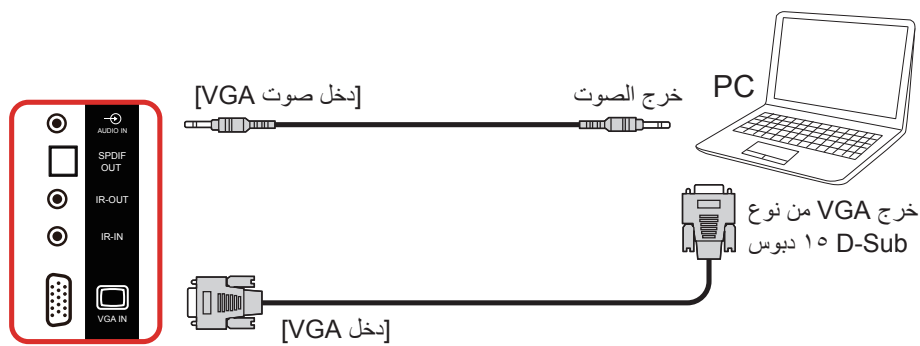 PC
خرج الصوت
[دخل صوت VGA]
AUDIO IN
SPDIF
OUT
IR-OUT
IR-IN
VGA IN
خرج VGA من نوع
D-Sub ١٥ دبوس
[دخل VGA]